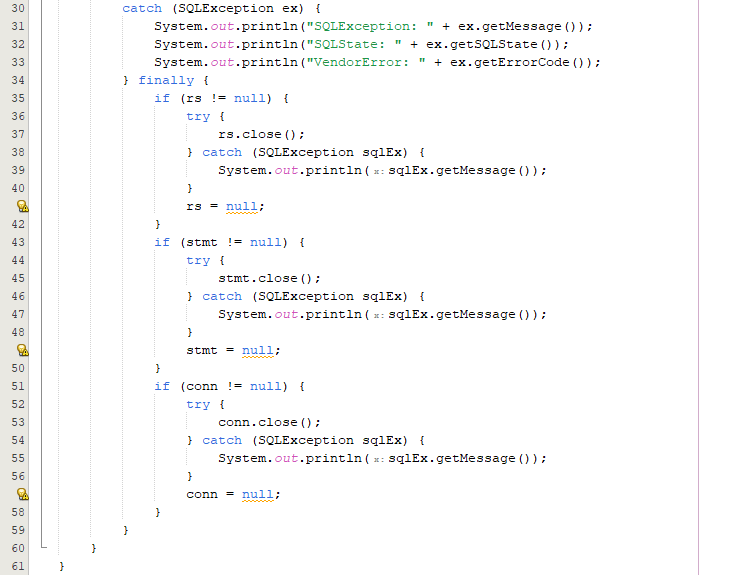 30 catch (SQLException ex) {
31 System.out.println("SQLException: " + ex.getMessage());
32 System.out.println("SQLState: " + ex.getSQLState());
33 System.out.println("VendorError: " + ex.getErrorCode());
34 } finally {
35 if (rs != null) {
36 try {
37 rs.close();
38 } catch (SQLException sqlEx) {
39 System.out.println( x: sqlEx.getMessage());
40 }
rs = null;
42 }
43 if (stmt != null) {
44 try {
45 stmt.close();
46 } catch (SQLException sqlEx) {
47 System.out.println( x: sqlEx.getMessage());
48 }
stmt = null;
50 }
51 if (conn != null) {
52 try {
53 conn.close();
54 } catch (SQLException sqlEx) {
55 System.out.println( x: sqlEx.getMessage());
56 }
conn = null;
58 }
59 }
60 }
61 }